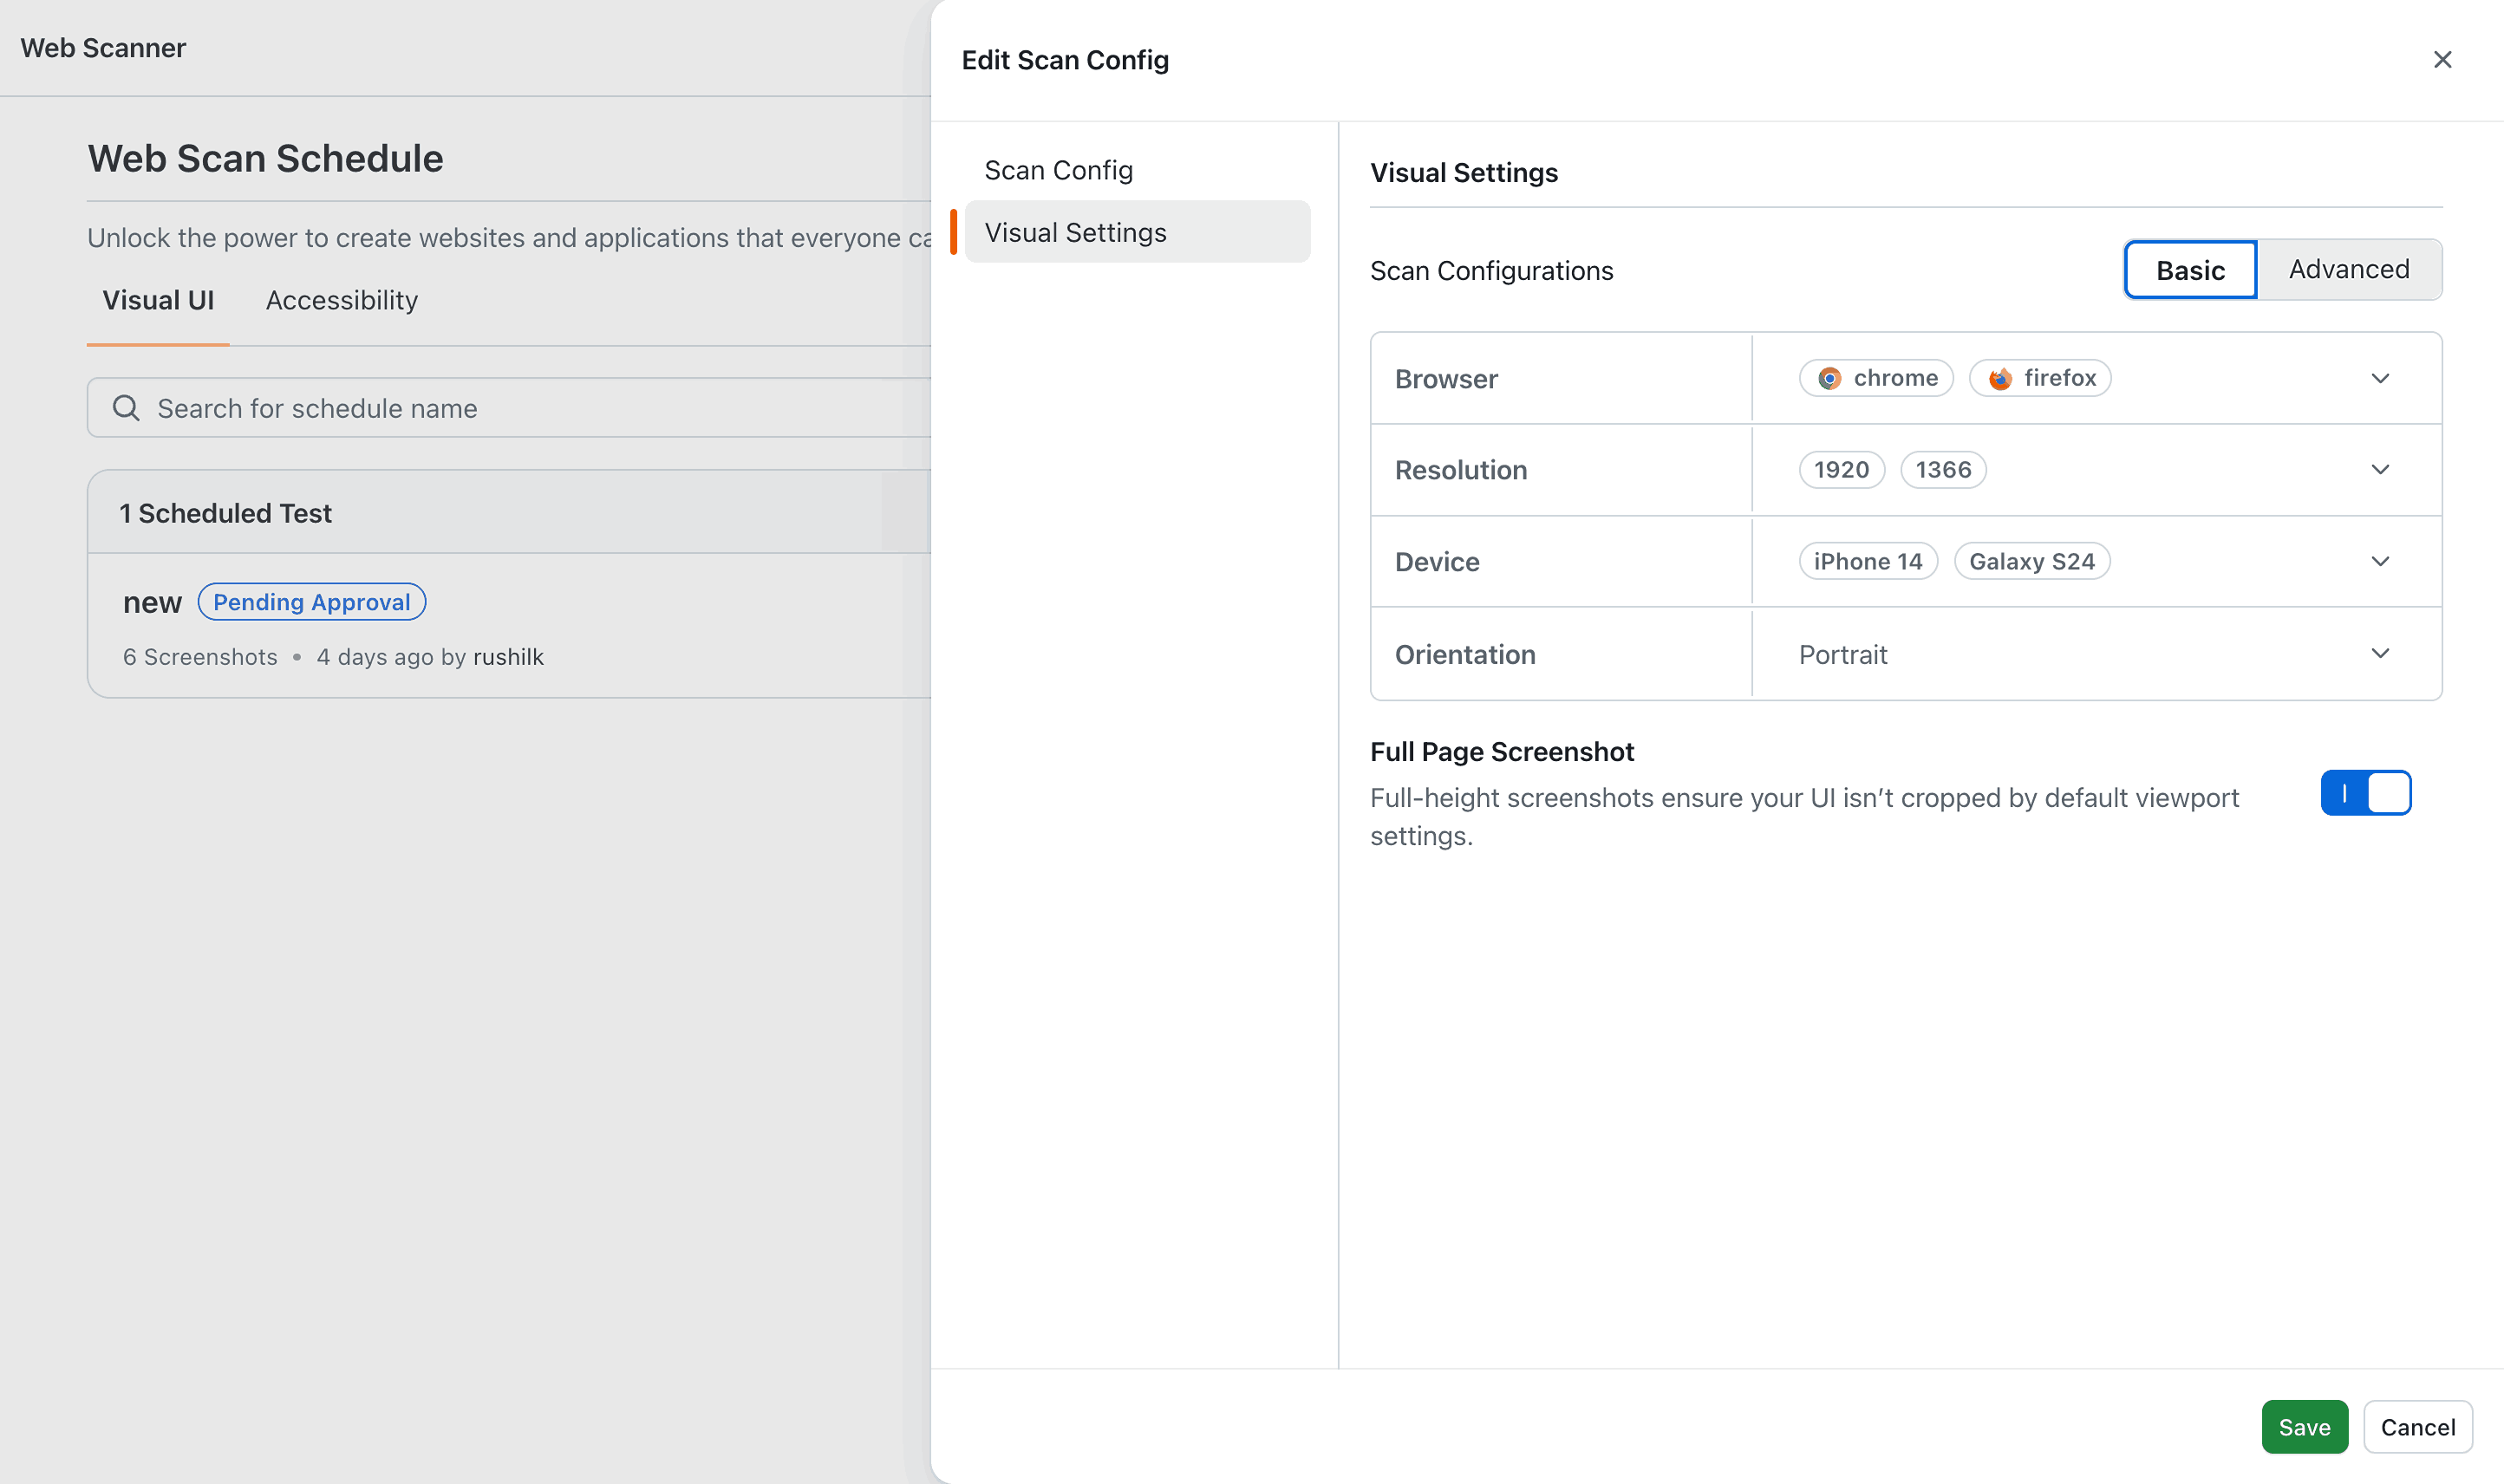 Web Scanner
Web Scan Schedule
Unlock the power to create websites and applications that everyone ca
Visual UI
Accessibility
Search for schedule name
1 Scheduled Test
new
Pending Approval
6 Screenshots • 4 days ago by rushilk
Edit Scan Config
Scan Config
Visual Settings
Visual Settings
Scan Configurations
Basic
Advanced
Browser
chrome
firefox
Resolution
1920
1366
Device
iPhone 14
Galaxy S24
Orientation
Portrait
Full Page Screenshot
Full-height screenshots ensure your UI isn’t cropped by default viewport
settings.
Save
Cancel